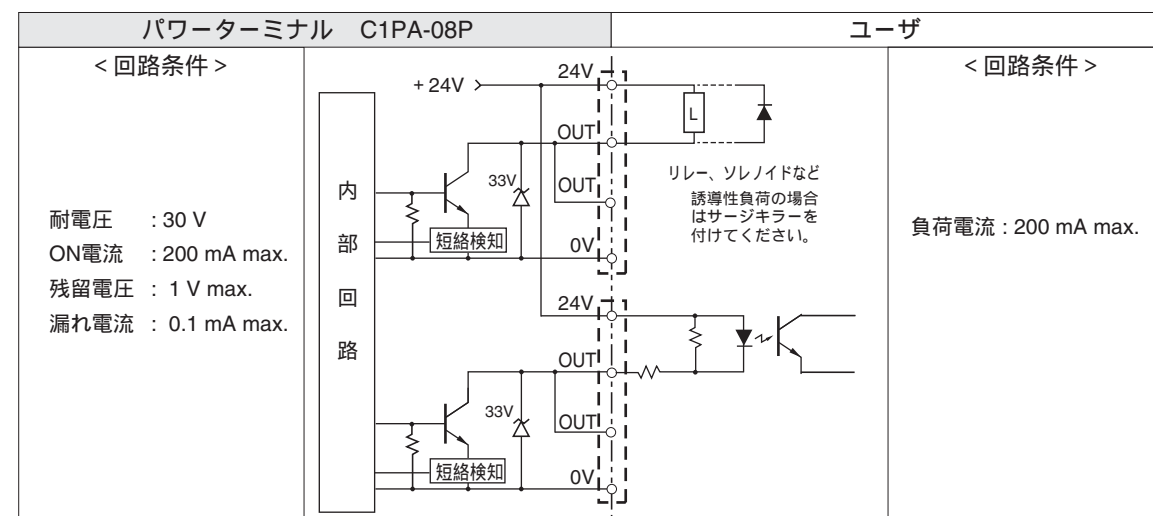 パワーターミナル C1PA-08P
ユーザ
<回路条件>
耐電圧 : 30 V
ON電流 : 200 mA max.
残留電圧 : 1 V max.
漏れ電流 : 0.1 mA max.
内部回路
+24V
24V
OUT
33V
OUT
短絡検知
0V
L
リレー、ソレノイドなど
誘導性負荷の場合
はサージキラーを
付けてください。
24V
OUT
33V
OUT
短絡検知
0V
<回路条件>
負荷電流 : 200 mA max.